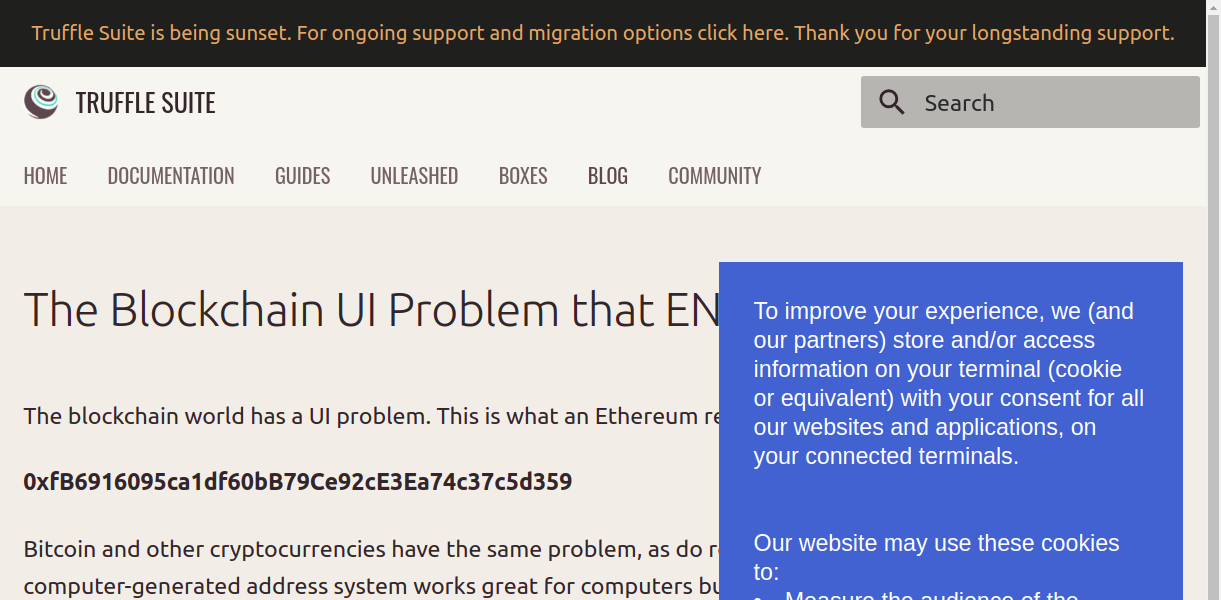 Truffle Suite is being sunset. For ongoing support and migration options click here. Thank you for your longstanding support.
TRUFFLE SUITE
Search
HOME DOCUMENTATION GUIDES UNLEASHED BOXES BLOG COMMUNITY
The Blockchain UI Problem that EN
The blockchain world has a UI problem. This is what an Ethereum re
0xfB6916095ca1df60bB79Ce92cE3Ea74c37c5d359
Bitcoin and other cryptocurrencies have the same problem, as do
computer-generated address system works great for computers bu
To improve your experience, we (and
our partners) store and/or access
information on your terminal (cookie
or equivalent) with your consent for all
our websites and applications, on
your connected terminals.
Our website may use these cookies
to:
• Measure the audience of the